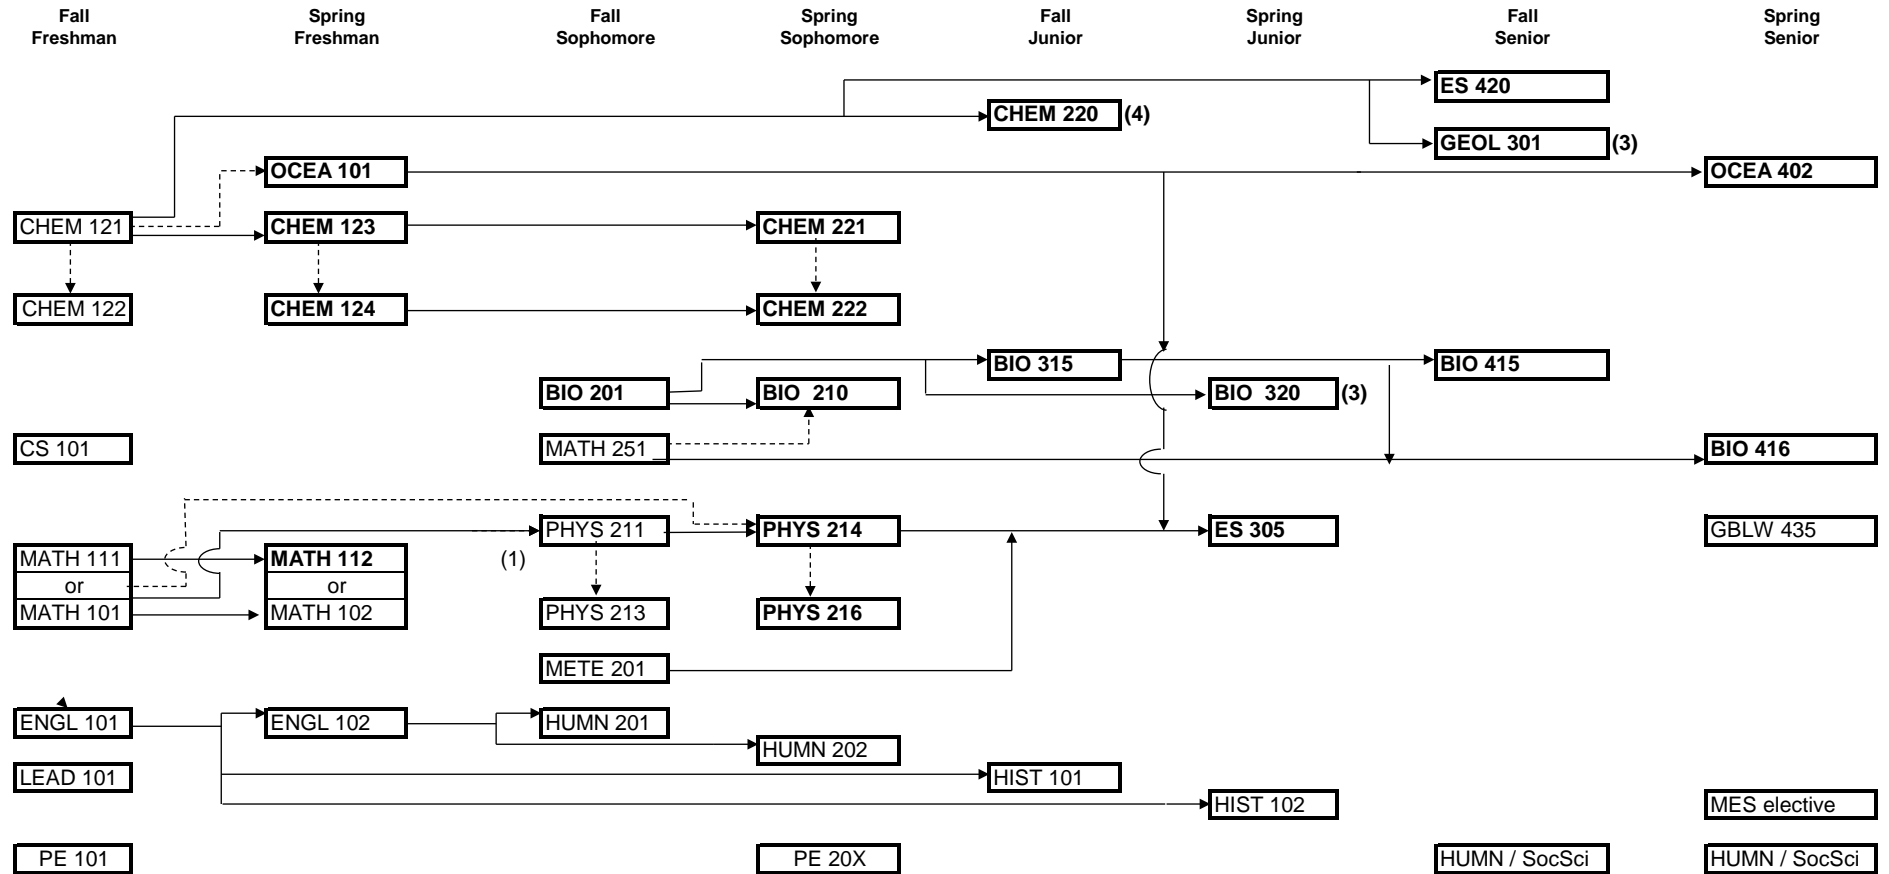 Fall Freshman
Spring Freshman
Fall Sophomore
Spring Sophomore
Fall Junior
Spring Junior
Fall Senior
Spring Senior
ES 420
CHEM 220 (4)
GEOL 301 (3)
OCEA 101
OCEA 402
CHEM 121
CHEM 123
CHEM 221
CHEM 122
CHEM 124
CHEM 222
BIO 315
BIO 415
BIO 201
BIO 210
BIO 320 (3)
CS 101
MATH 251
BIO 416
PHYS 211
PHYS 214
ES 305
GBLW 435
MATH 111
MATH 112
(1)
or
or
MATH 101
MATH 102
PHYS 213
PHYS 216
METE 201
ENGL 101
ENGL 102
HUMN 201
HUMN 202
LEAD 101
HIST 101
HIST 102
MES elective
PE 101
PE 20X
HUMN / SocSci
HUMN / SocSci